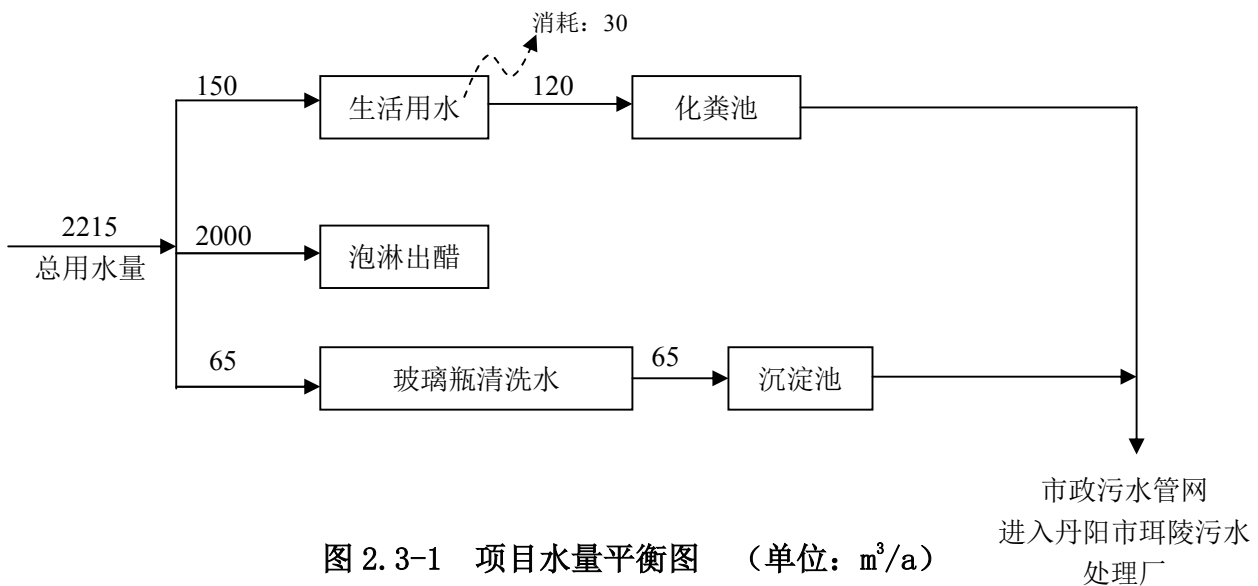 消耗：30
150
生活用水
120
化粪池
2215
总用水量
2000
泡淋出醋
65
玻璃瓶清洗水
65
沉淀池
市政污水管网
进入丹阳市珥陵污水
处理厂
图 2.3-1 项目水量平衡图 （单位：m³/a）